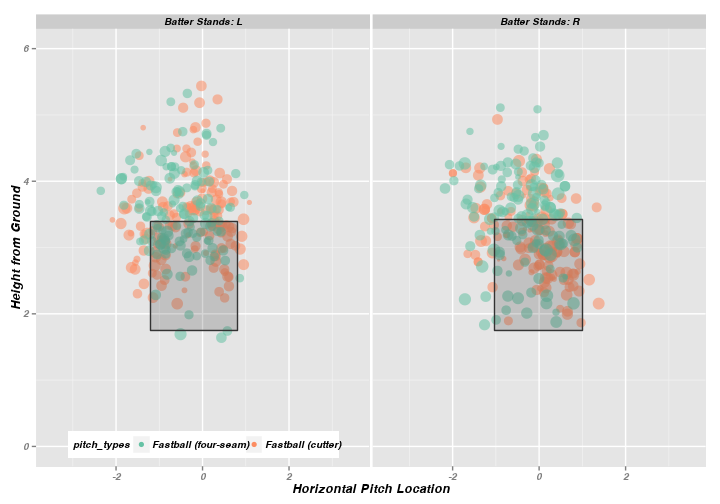 Batter Stands: L
Batter Stands: R
6
4
2
0
Height from Ground
pitch_types
Fastball (four-seam)
Fastball (cutter)
-2 0 2
-2 0 2
Horizontal Pitch Location